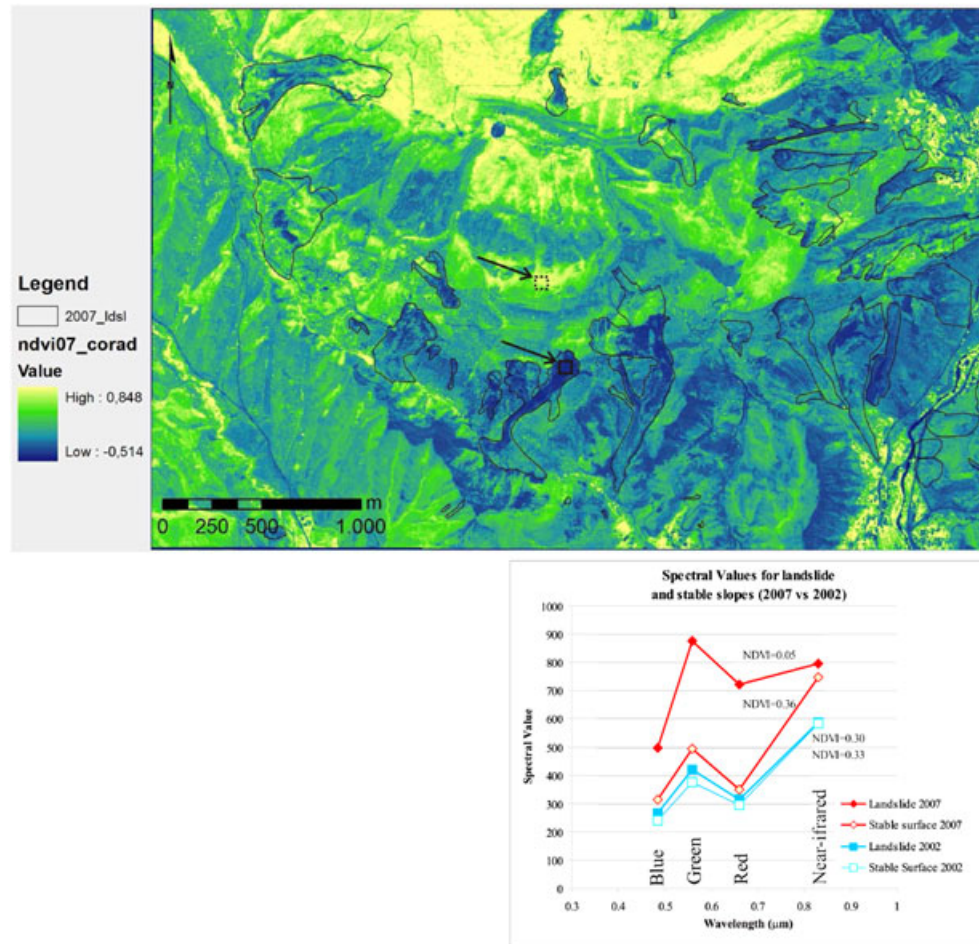 Legend
2007_ldsl
ndvi07_corad
Value
High : 0,848
Low : -0,514
m
0 250 500 1.000
Spectral Values for landslide
and stable slopes (2007 vs 2002)
1000
900
800
700
600
500
400
300
200
100
0
Spectral Value
NDVI=0.05
NDVI=0.36
NDVI=0.30
NDVI=0.33
Landslide 2007
Stable surface 2007
Landslide 2002
Stable Surface 2002
Blue
Green
Red
Near-ifrared
0.3 0.4 0.5 0.6 0.7 0.8 0.9 1
Wavelength (μm)